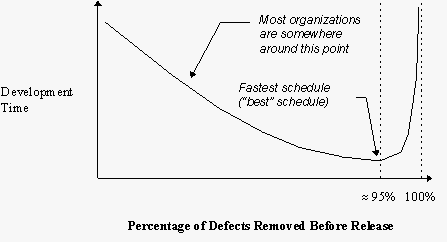 Most organizations
are somewhere
around this point
Fastest schedule
("best" schedule)
Development
Time
≈ 95% 100%
Percentage of Defects Removed Before Release